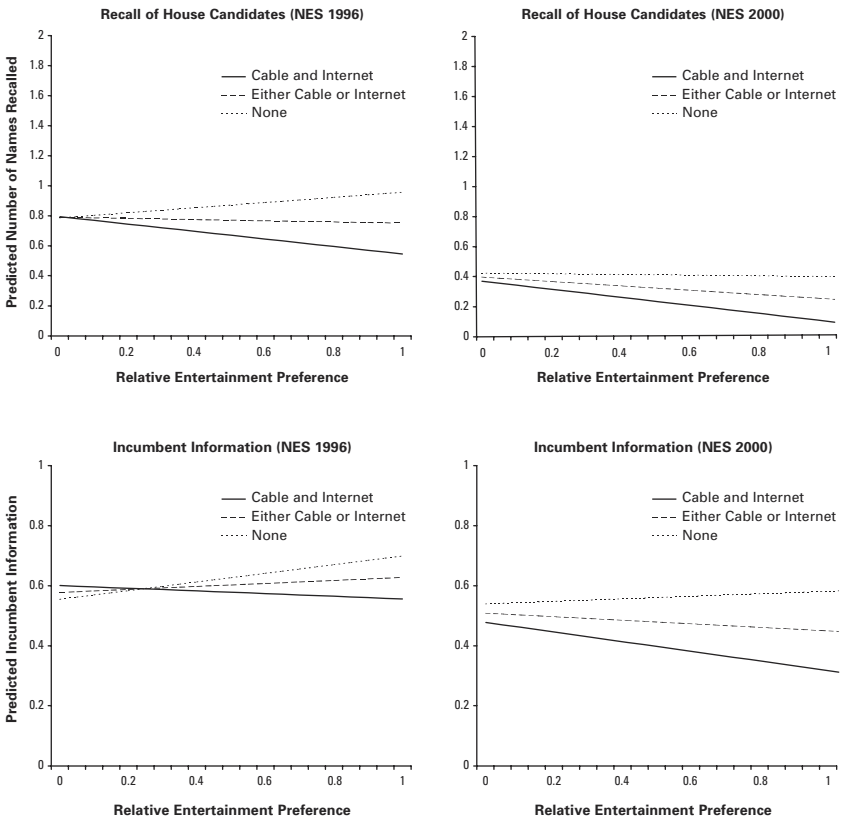 Recall of House Candidates (NES 1996)
Predicted Number of Names Recalled
2
1.8
1.6
1.4
1.2
1
0.8
0.6
0.4
0.2
0
Cable and Internet
Either Cable or Internet
None
0 0.2 0.4 0.6 0.8 1
Relative Entertainment Preference
Recall of House Candidates (NES 2000)
2
1.8
1.6
1.4
1.2
1
0.8
0.6
0.4
0.2
0
Cable and Internet
Either Cable or Internet
None
0 0.2 0.4 0.6 0.8 1
Relative Entertainment Preference
Incumbent Information (NES 1996)
Predicted Incumbent Information
1
0.8
0.6
0.4
0.2
0
Cable and Internet
Either Cable or Internet
None
0 0.2 0.4 0.6 0.8 1
Relative Entertainment Preference
Incumbent Information (NES 2000)
1
0.8
0.6
0.4
0.2
0
Cable and Internet
Either Cable or Internet
None
0 0.2 0.4 0.6 0.8 1
Relative Entertainment Preference